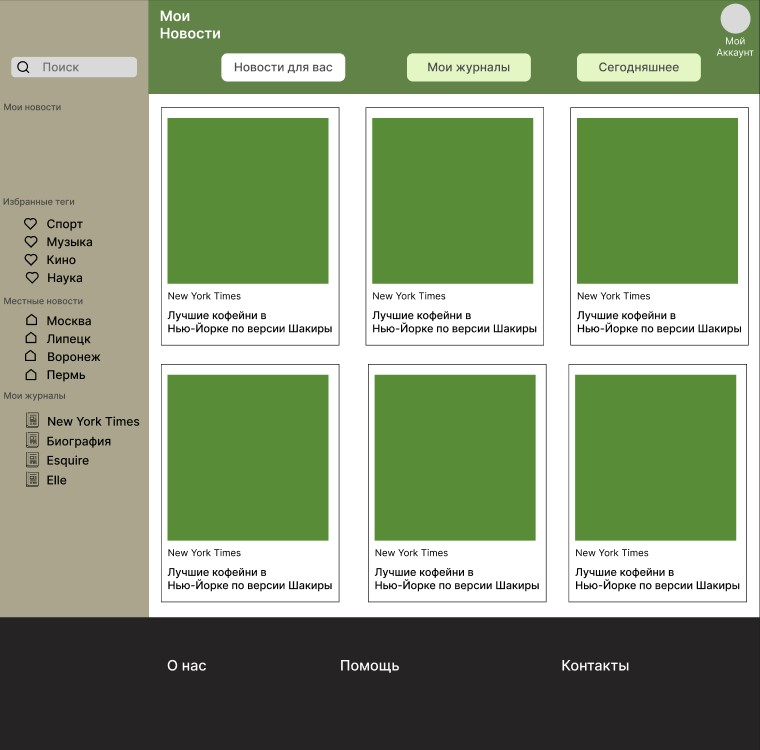 Мои
Новости
Мой
Аккаунт
Поиск
Новости для вас
Мои журналы
Сегодняшнее
Мои новости
Избранные теги
Спорт
Музыка
Кино
Наука
Местные новости
Москва
Липецк
Воронеж
Пермь
Мои журналы
New York Times
Биография
Esquire
Elle
New York Times
Лучшие кофейни в
Нью-Йорке по версии Шакиры
New York Times
Лучшие кофейни в
Нью-Йорке по версии Шакиры
New York Times
Лучшие кофейни в
Нью-Йорке по версии Шакиры
New York Times
Лучшие кофейни в
Нью-Йорке по версии Шакиры
New York Times
Лучшие кофейни в
Нью-Йорке по версии Шакиры
New York Times
Лучшие кофейни в
Нью-Йорке по версии Шакиры
О нас
Помощь
Контакты